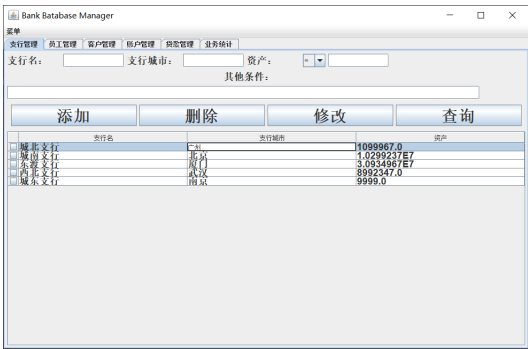 Bank Batabase Manager
菜单
支行管理 员工管理 客户管理 账户管理 贷款管理 业务统计
支行名： 支行城市： 资产： =
其他条件：
添加 删除 修改 查询
支行名 支行城市 资产
城北支行 广州 1099967.0
城南支行 北京 1.0299237E7
东渡支行 厦门 3.0934967E7
西北支行 武汉 8992347.0
城东支行 南京 9999.0